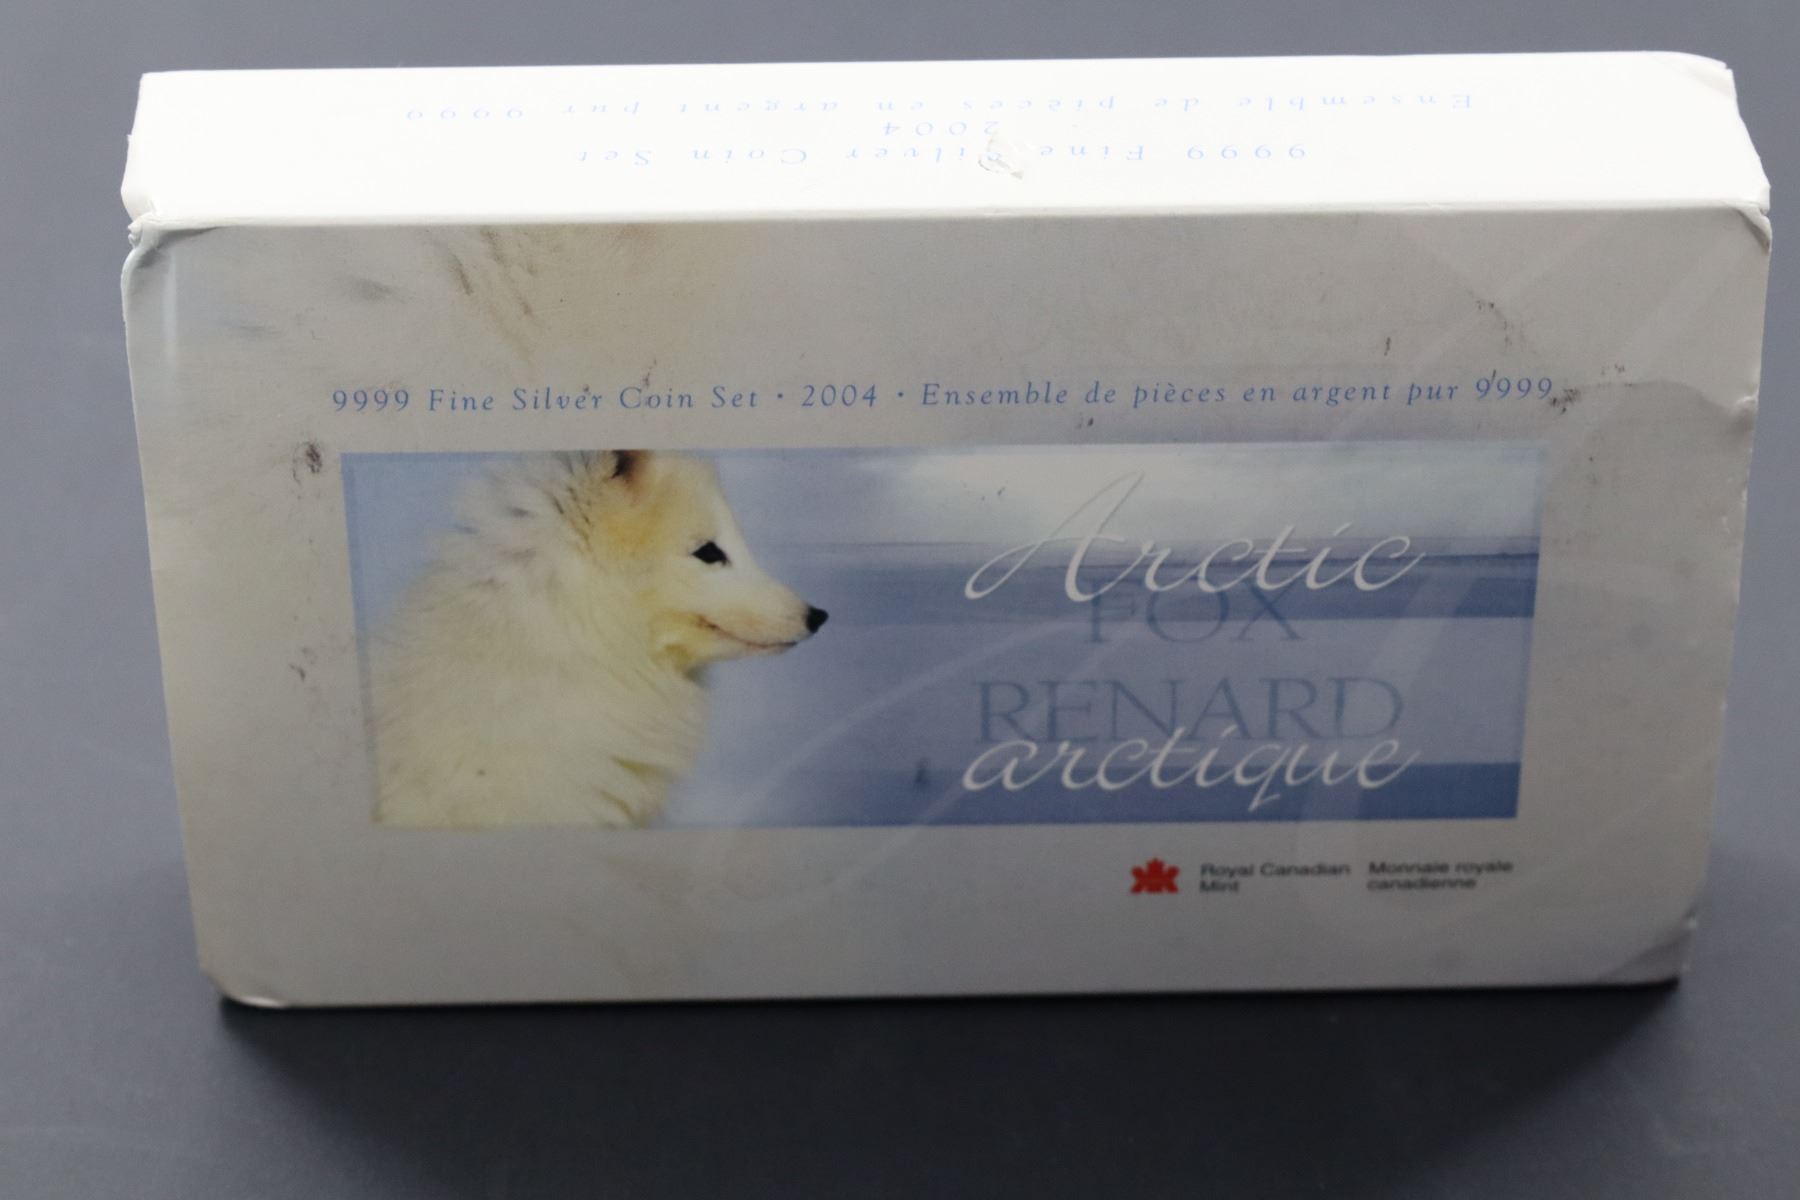 Ensemble de pièces en argent pur 9999
2004
9999 Fine Silver Coin Set
9999 Fine Silver Coin Set • 2004 • Ensemble de pièces en argent pur 9999
Arctic
FOX
RENARD
arctique
Royal Canadian Monnaie royale
Mint canadienne